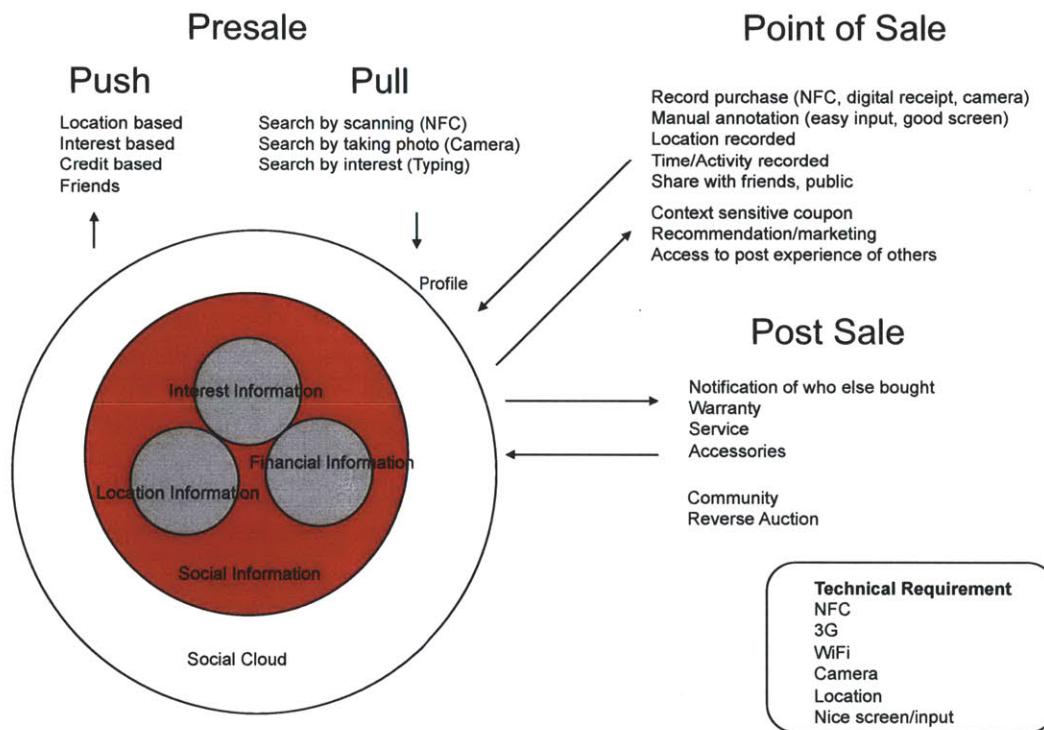 Presale
Push
Location based
Interest based
Credit based
Friends
Pull
Search by scanning (NFC)
Search by taking photo (Camera)
Search by interest (Typing)
Point of Sale
Record purchase (NFC, digital receipt, camera)
Manual annotation (easy input, good screen)
Location recorded
Time/Activity recorded
Share with friends, public
Context sensitive coupon
Recommendation/marketing
Access to post experience of others
Profile
Interest Information
Financial Information
Location Information
Social Information
Social Cloud
Post Sale
Notification of who else bought
Warranty
Service
Accessories
Community
Reverse Auction
Technical Requirement
NFC
3G
WiFi
Camera
Location
Nice screen/input